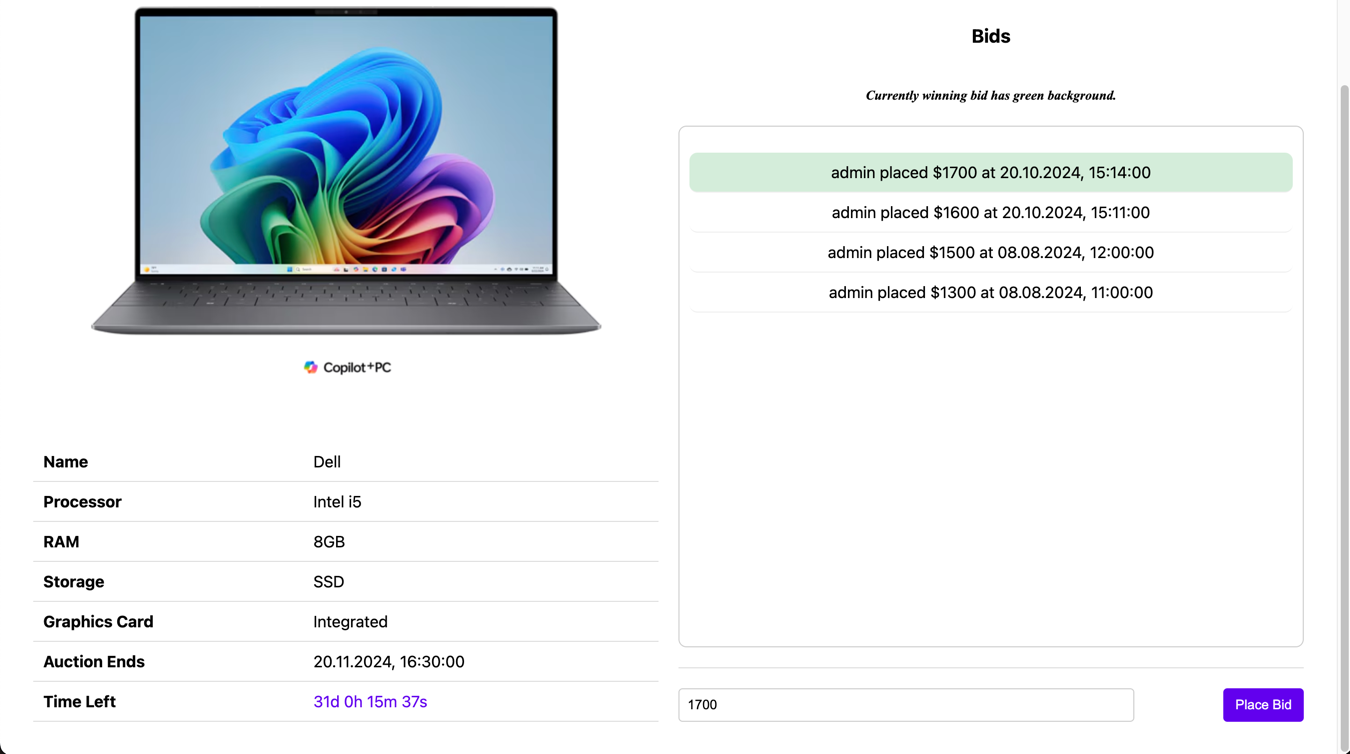 Copilot+PC
Name Dell
Processor Intel i5
RAM 8GB
Storage SSD
Graphics Card Integrated
Auction Ends 20.11.2024, 16:30:00
Time Left 31d 0h 15m 37s
Bids
Currently winning bid has green background.
admin placed $1700 at 20.10.2024, 15:14:00
admin placed $1600 at 20.10.2024, 15:11:00
admin placed $1500 at 08.08.2024, 12:00:00
admin placed $1300 at 08.08.2024, 11:00:00
1700
Place Bid